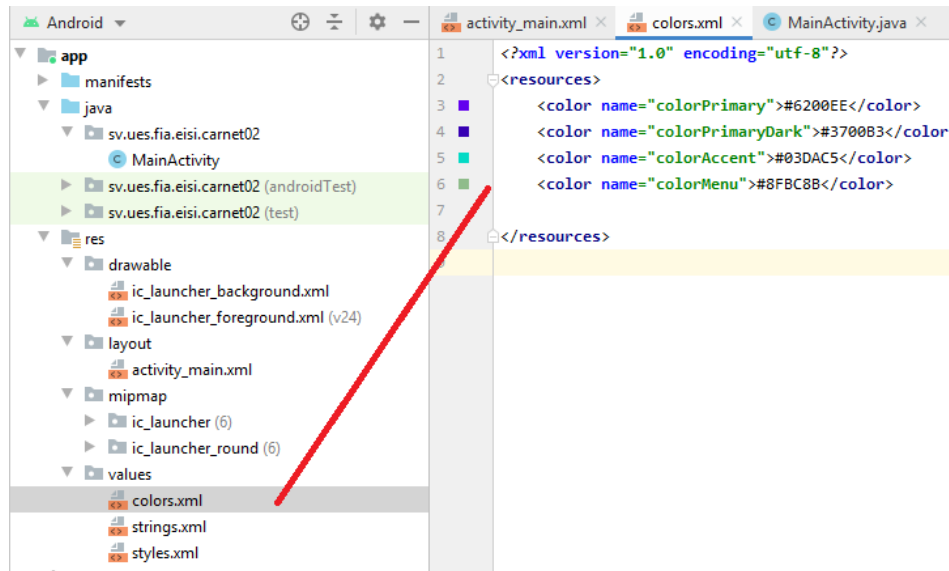 Android
app
manifests
java
sv.ues.fia.eisi.carnet02
MainActivity
sv.ues.fia.eisi.carnet02 (androidTest)
sv.ues.fia.eisi.carnet02 (test)
res
drawable
ic_launcher_background.xml
ic_launcher_foreground.xml (v24)
layout
activity_main.xml
mipmap
ic_launcher (6)
ic_launcher_round (6)
values
colors.xml
strings.xml
styles.xml
activity_main.xml colors.xml MainActivity.java
1 <?xml version="1.0" encoding="utf-8"?>
2 <resources>
3 <color name="colorPrimary">#6200EE</color>
4 <color name="colorPrimaryDark">#3700B3</color
5 <color name="colorAccent">#03DAC5</color>
6 <color name="colorMenu">#8FBC8B</color>
7
8 </resources>